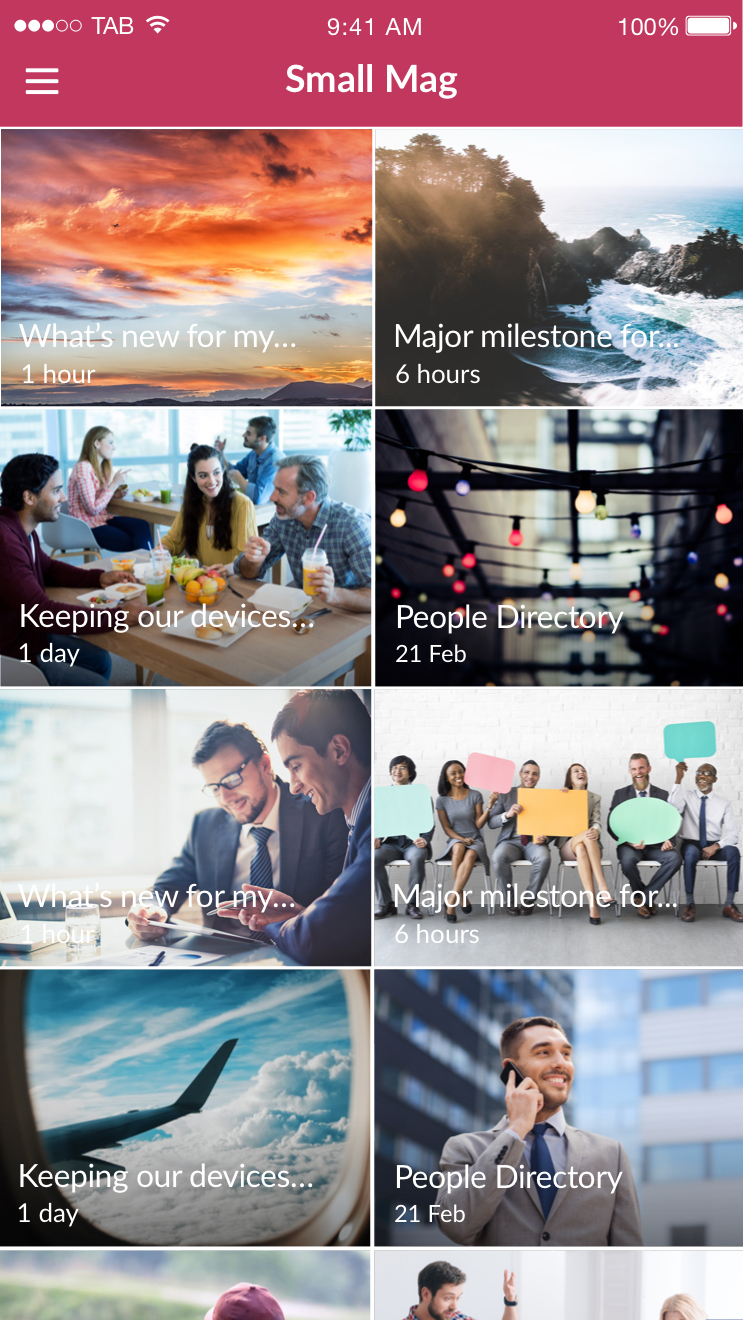 TAB 9:41 AM 100%
Small Mag
What's new for my...
1 hour
Major milestone for...
6 hours
Keeping our devices...
1 day
People Directory
21 Feb
What's new for my...
1 hour
Major milestone for...
6 hours
Keeping our devices...
1 day
People Directory
21 Feb